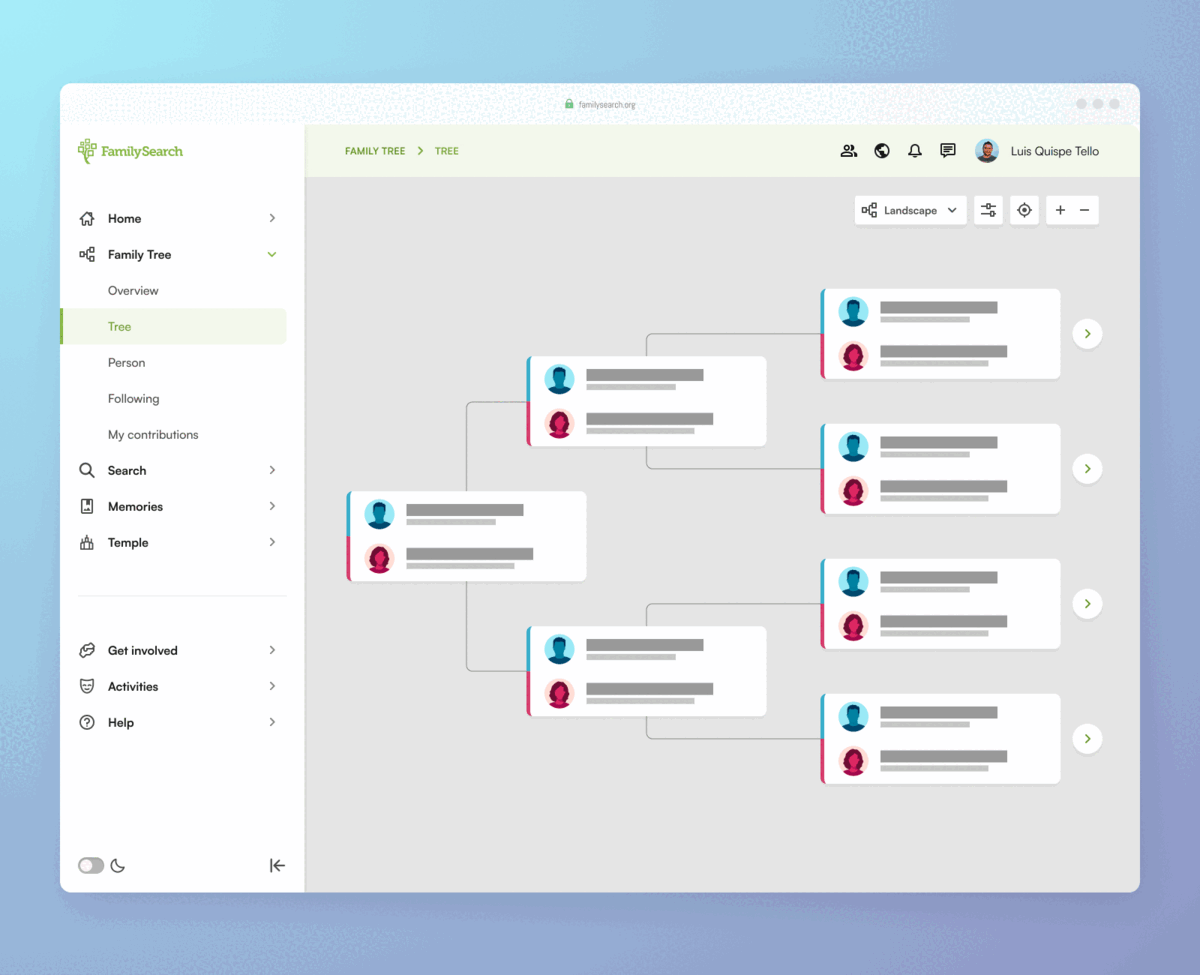 familysearch.org
FamilySearch
FAMILY TREE > TREE
Luis Quispe Tello
Landscape
Home
Family Tree
Overview
Tree
Person
Following
My contributions
Search
Memories
Temple
Get involved
Activities
Help